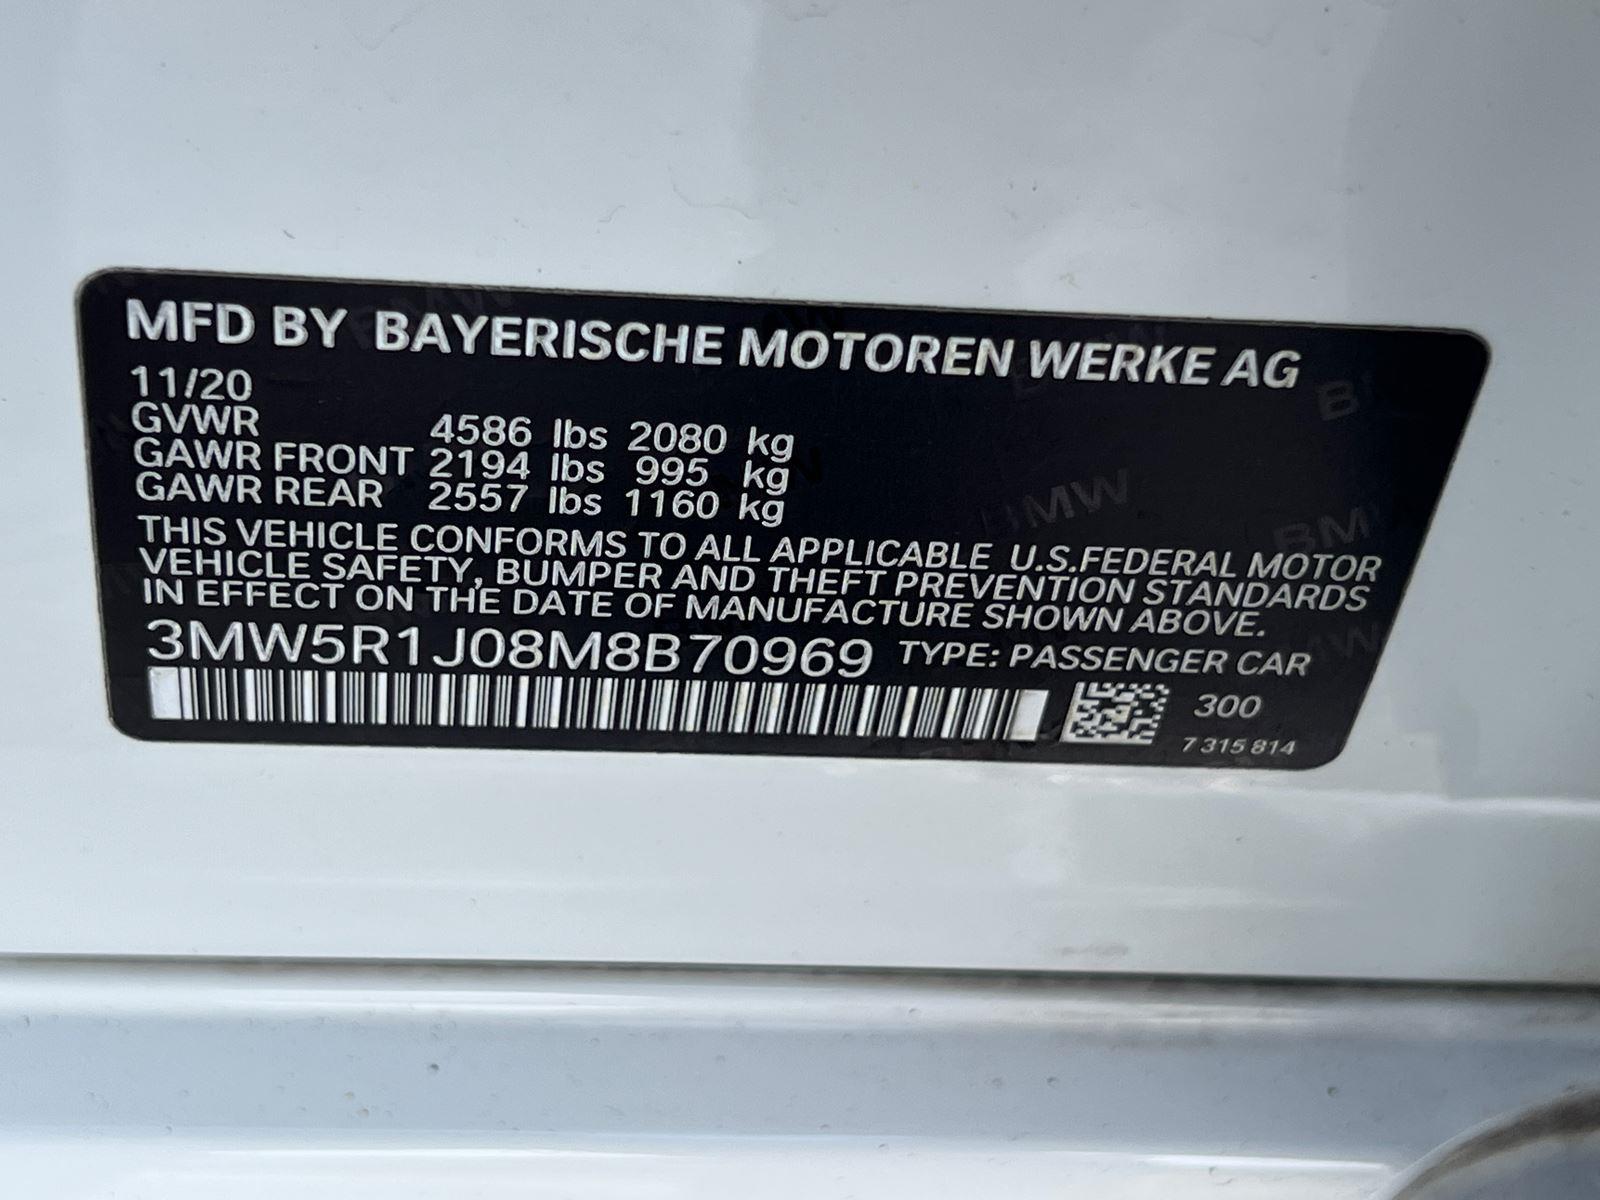 MFD BY BAYERISCHE MOTOREN WERKE AG
11/20
GVWR 4586 lbs 2080 kg
GAWR FRONT 2194 lbs 995 kg
GAWR REAR 2557 lbs 1160 kg
THIS VEHICLE CONFORMS TO ALL APPLICABLE U.S.FEDERAL MOTOR
VEHICLE SAFETY, BUMPER AND THEFT PREVENTION STANDARDS
IN EFFECT ON THE DATE OF MANUFACTURE SHOWN ABOVE.
3MW5R1J08M8B70969 TYPE: PASSENGER CAR
300
7 315 814